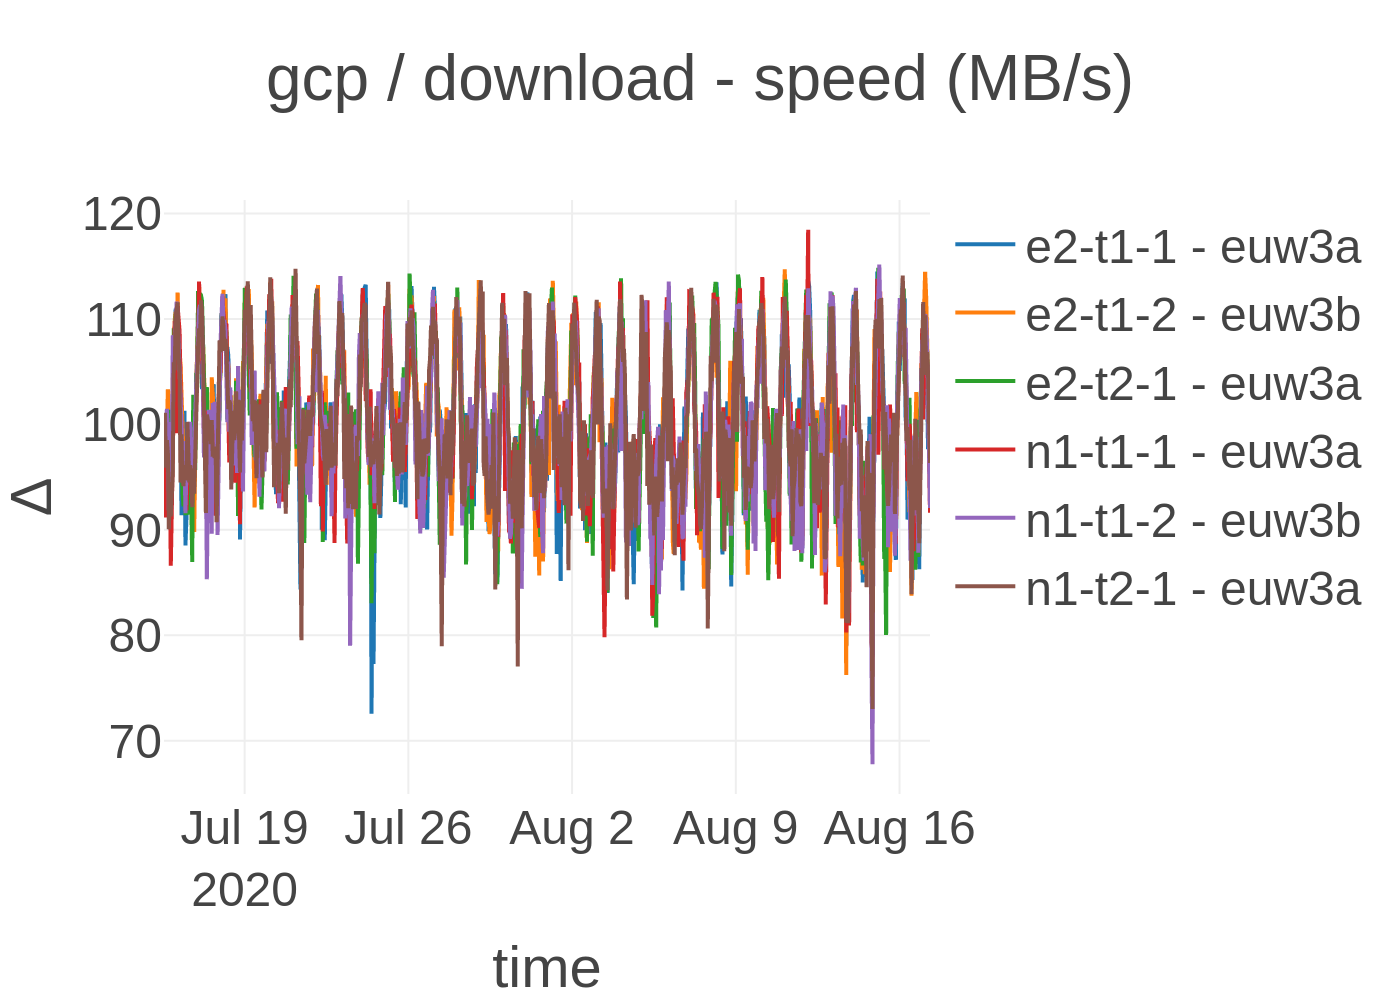 gcp / download - speed (MB/s)
120
110
100
90
80
70
Δ
Jul 19
2020
Jul 26
Aug 2
Aug 9
Aug 16
time
e2-t1-1 - euw3a
e2-t1-2 - euw3b
e2-t2-1 - euw3a
n1-t1-1 - euw3a
n1-t1-2 - euw3b
n1-t2-1 - euw3a